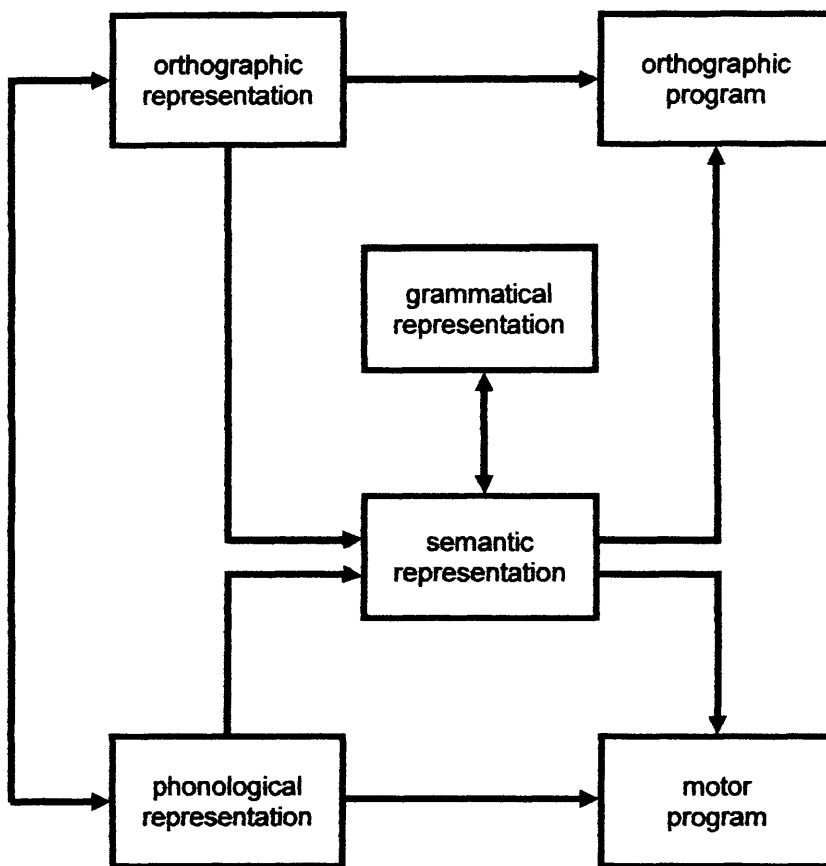 orthographic
representation
orthographic
program
grammatical
representation
semantic
representation
phonological
representation
motor
program